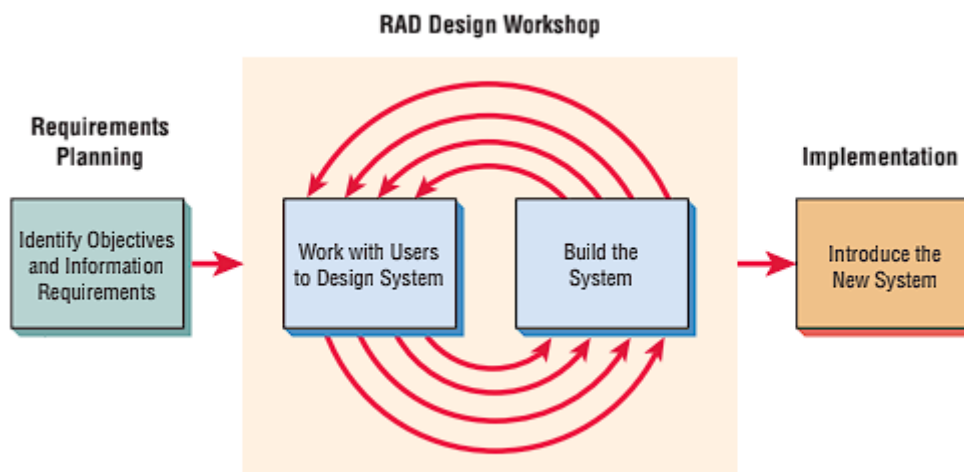 RAD Design Workshop
Requirements
Planning
Identify Objectives
and Information
Requirements
Work with Users
to Design System
Build the
System
Implementation
Introduce the
New System